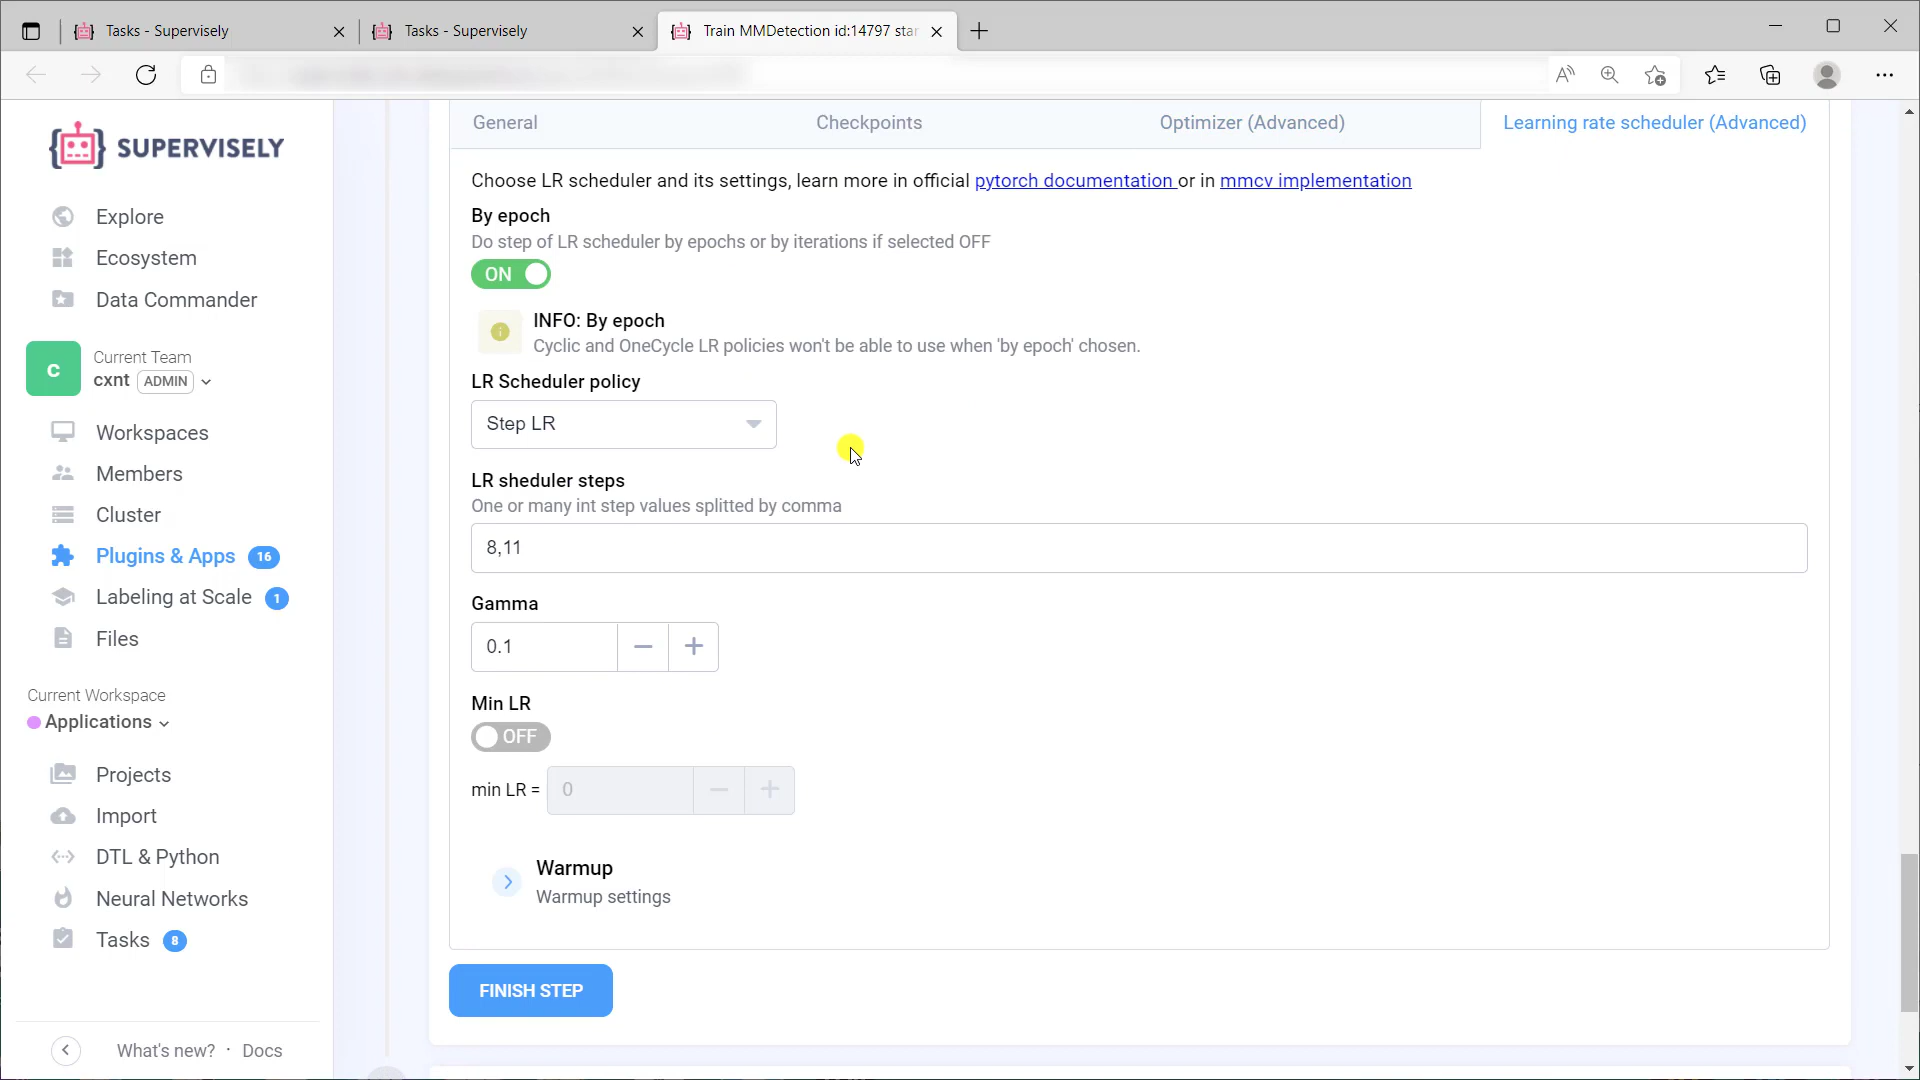 Tasks - Supervisely
Tasks - Supervisely
Train MMDetection id:14797 star
SUPERVISELY
Explore
Ecosystem
Data Commander
C
Current Team
cxnt ADMIN
Workspaces
Members
Cluster
Plugins & Apps 16
Labeling at Scale 1
Files
Current Workspace
Applications
Projects
Import
DTL & Python
Neural Networks
Tasks 8
What's new? · Docs
General
Checkpoints
Optimizer (Advanced)
Learning rate scheduler (Advanced)
Choose LR scheduler and its settings, learn more in official pytorch documentation or in mmcv implementation
By epoch
Do step of LR scheduler by epochs or by iterations if selected OFF
ON
INFO: By epoch
Cyclic and OneCycle LR policies won't be able to use when 'by epoch' chosen.
LR Scheduler policy
Step LR
LR sheduler steps
One or many int step values splitted by comma
8,11
Gamma
0.1
Min LR
OFF
min LR = 0
Warmup
Warmup settings
FINISH STEP